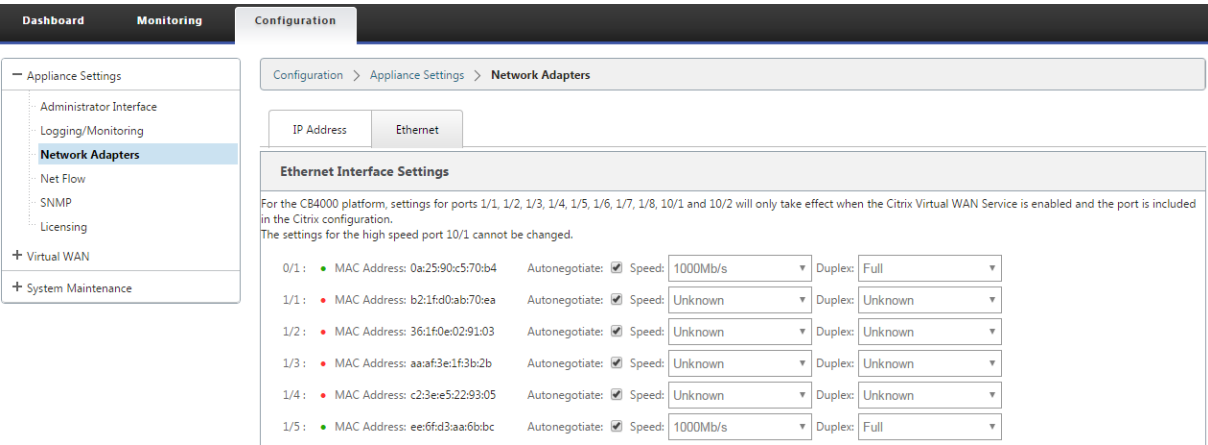 Dashboard Monitoring Configuration
Appliance Settings
Administrator Interface
Logging/Monitoring
Network Adapters
Net Flow
SNMP
Licensing
Virtual WAN
System Maintenance
Configuration > Appliance Settings > Network Adapters
IP Address Ethernet
Ethernet Interface Settings
For the CB4000 platform, settings for ports 1/1, 1/2, 1/3, 1/4, 1/5, 1/6, 1/7, 1/8, 10/1 and 10/2 will only take effect when the Citrix Virtual WAN Service is enabled and the port is included
in the Citrix configuration.
The settings for the high speed port 10/1 cannot be changed.
0/1 : MAC Address: 0a:25:90:c5:70:b4 Autonegotiate: Speed: 1000Mb/s Duplex: Full
1/1 : MAC Address: b2:1f:d0:ab:70:ea Autonegotiate: Speed: Unknown Duplex: Unknown
1/2 : MAC Address: 36:1f:0e:02:91:03 Autonegotiate: Speed: Unknown Duplex: Unknown
1/3 : MAC Address: aa:af:3e:1f:3b:2b Autonegotiate: Speed: Unknown Duplex: Unknown
1/4 : MAC Address: c2:3e:e5:22:93:05 Autonegotiate: Speed: Unknown Duplex: Unknown
1/5 : MAC Address: ee:6f:d3:aa:6b:bc Autonegotiate: Speed: 1000Mb/s Duplex: Full